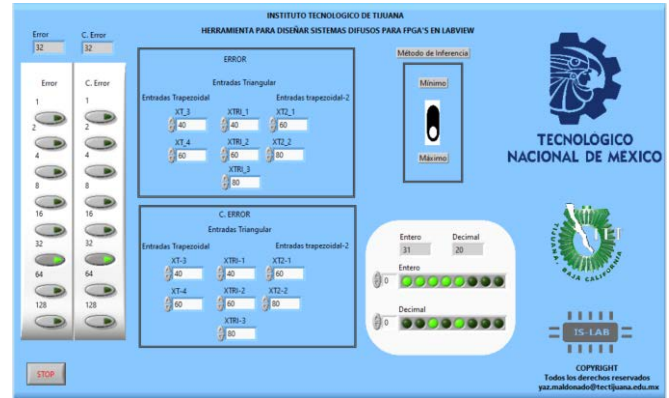 INSTITUTO TECNOLOGICO DE TIJUANA
HERRAMIENTA PARA DISEÑAR SISTEMAS DIFUSOS PARA FPGA'S EN LABVIEW
Error C. Error
32 32
Error C. Error
1 1
2 2
4 4
8 8
16 16
32 32
64 64
128 128
STOP
ERROR
Entradas Triangular
Entradas Trapezoidal Entradas trapezoidal-2
XT_3 XTRI_1 XT2_1
40 40 60
XT_4 XTRI_2 XT2_2
60 60 80
XTRI_3
80
C. ERROR
Entradas Triangular
Entradas Trapezoidal Entradas trapezoidal-2
XT-3 XTRI-1 XT2-1
40 40 60
XT-4 XTRI-2 XT2-2
60 60 80
XTRI-3
80
Método de Inferencia
Mínimo
Máximo
Entero Decimal
31 20
Entero
0
Decimal
0
TECNOLÓGICO
NACIONAL DE MÉXICO
TIJUANA, BAJA CALIFORNIA
IS-LAB
COPYRIGHT
Todos los derechos reservados
yaz.maldonado@tectijuana.edu.mx